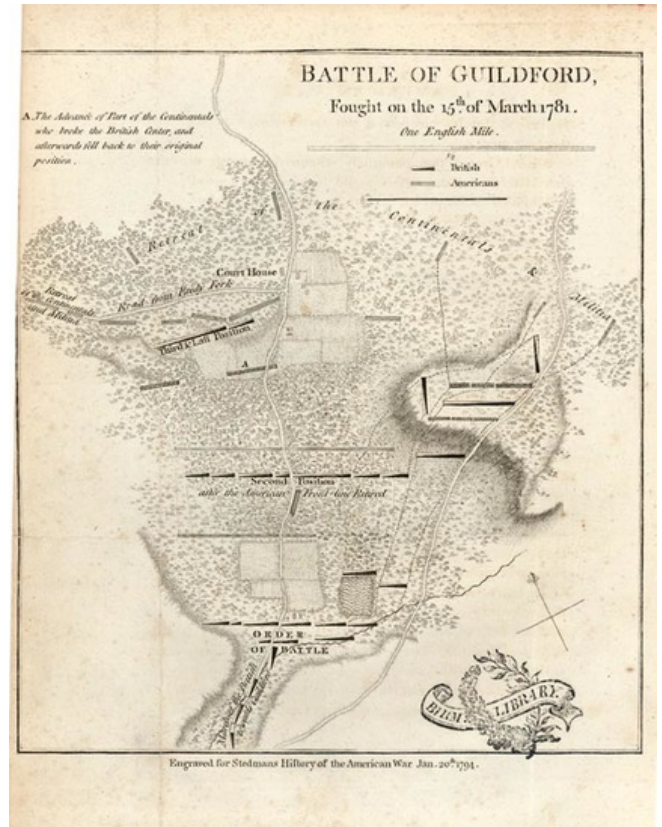 BATTLE OF GUILDFORD,
Fought on the 15th. of March 1781.
One English Mile.
British
Americans
A. The Advance of Part of the Continentals
who broke the British Center, and
afterwards fell back to their original
position.
Retreat of the Continentals & Militia
Court House
Retreat
of the Continentals
and Militia
Road from Reedy Fork
Third & Last Position
A
Second Position
after the American Front-line Retired
ORDER
OF BATTLE
LIBRARY.
Engraved for Stedmans History of the American War Jan. 20th. 1794.